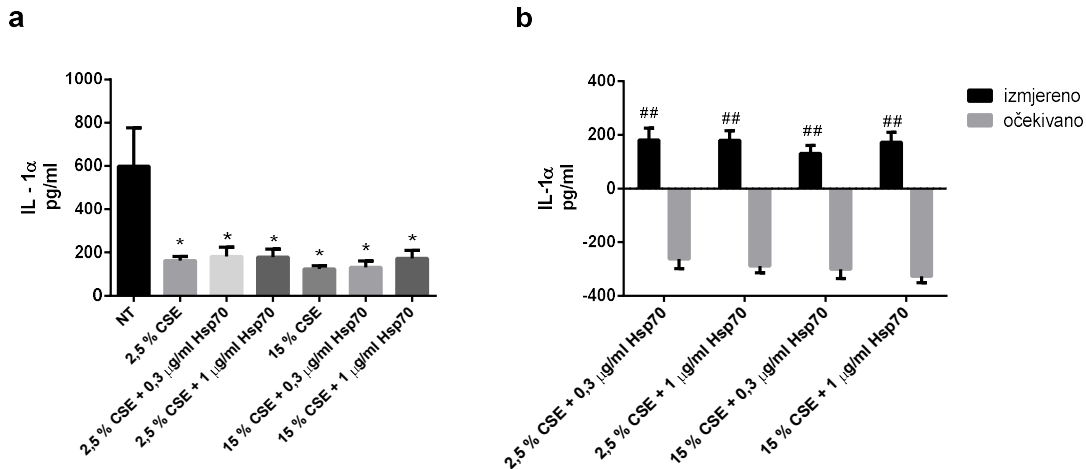 a
1000
800
600
400
200
0
IL - 1α
pg/ml
*
*
*
*
*
*
NT
2,5 % CSE
2,5 % CSE + 0,3 μg/ml Hsp70
2,5 % CSE + 1 μg/ml Hsp70
15 % CSE
15 % CSE + 0,3 μg/ml Hsp70
15 % CSE + 1 μg/ml Hsp70
b
400
200
0
-200
-400
IL-1α
pg/ml
##
##
##
##
2,5 % CSE + 0,3 μg/ml Hsp70
2,5 % CSE + 1 μg/ml Hsp70
15 % CSE + 0,3 μg/ml Hsp70
15 % CSE + 1 μg/ml Hsp70
izmjereno
očekivano